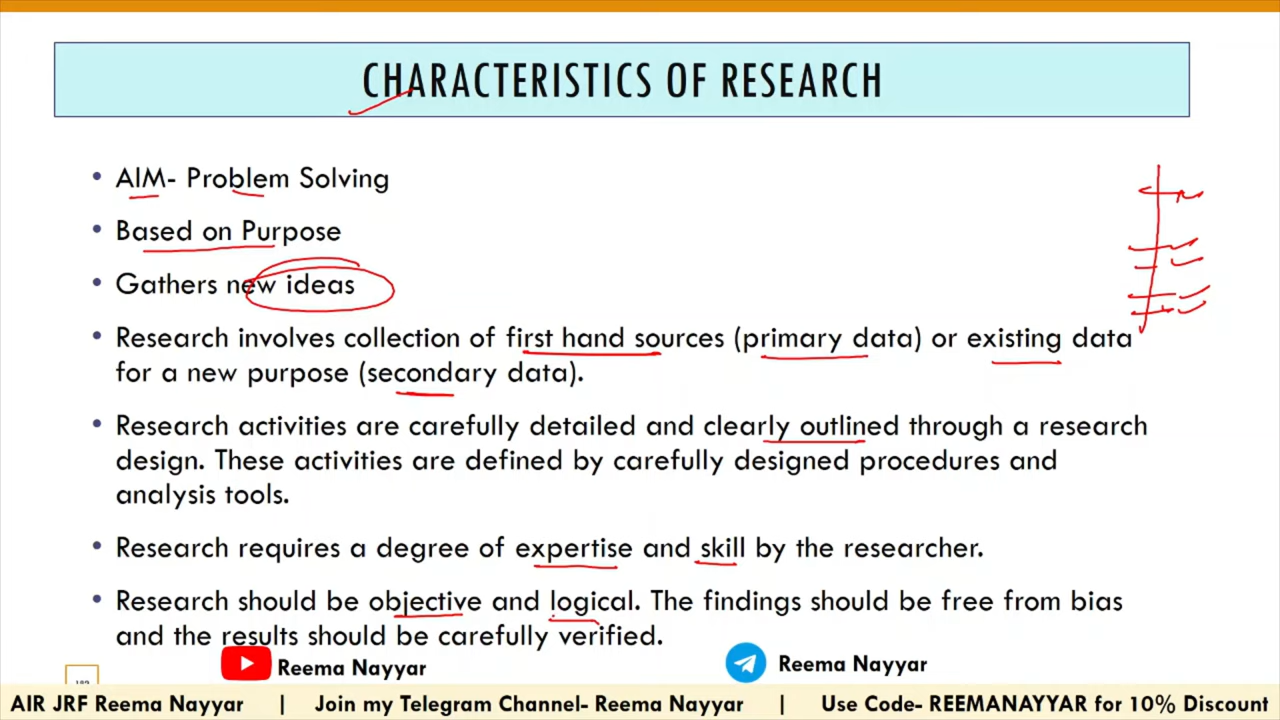 CHARACTERISTICS OF RESEARCH
• AIM- Problem Solving
• Based on Purpose
• Gathers new ideas
• Research involves collection of first hand sources (primary data) or existing data
for a new purpose (secondary data).
• Research activities are carefully detailed and clearly outlined through a research
design. These activities are defined by carefully designed procedures and
analysis tools.
• Research requires a degree of expertise and skill by the researcher.
• Research should be objective and logical. The findings should be free from bias
and the results should be carefully verified.
Reema Nayyar
Reema Nayyar
AIR JRF Reema Nayyar | Join my Telegram Channel- Reema Nayyar | Use Code- REEMANAYYAR for 10% Discount